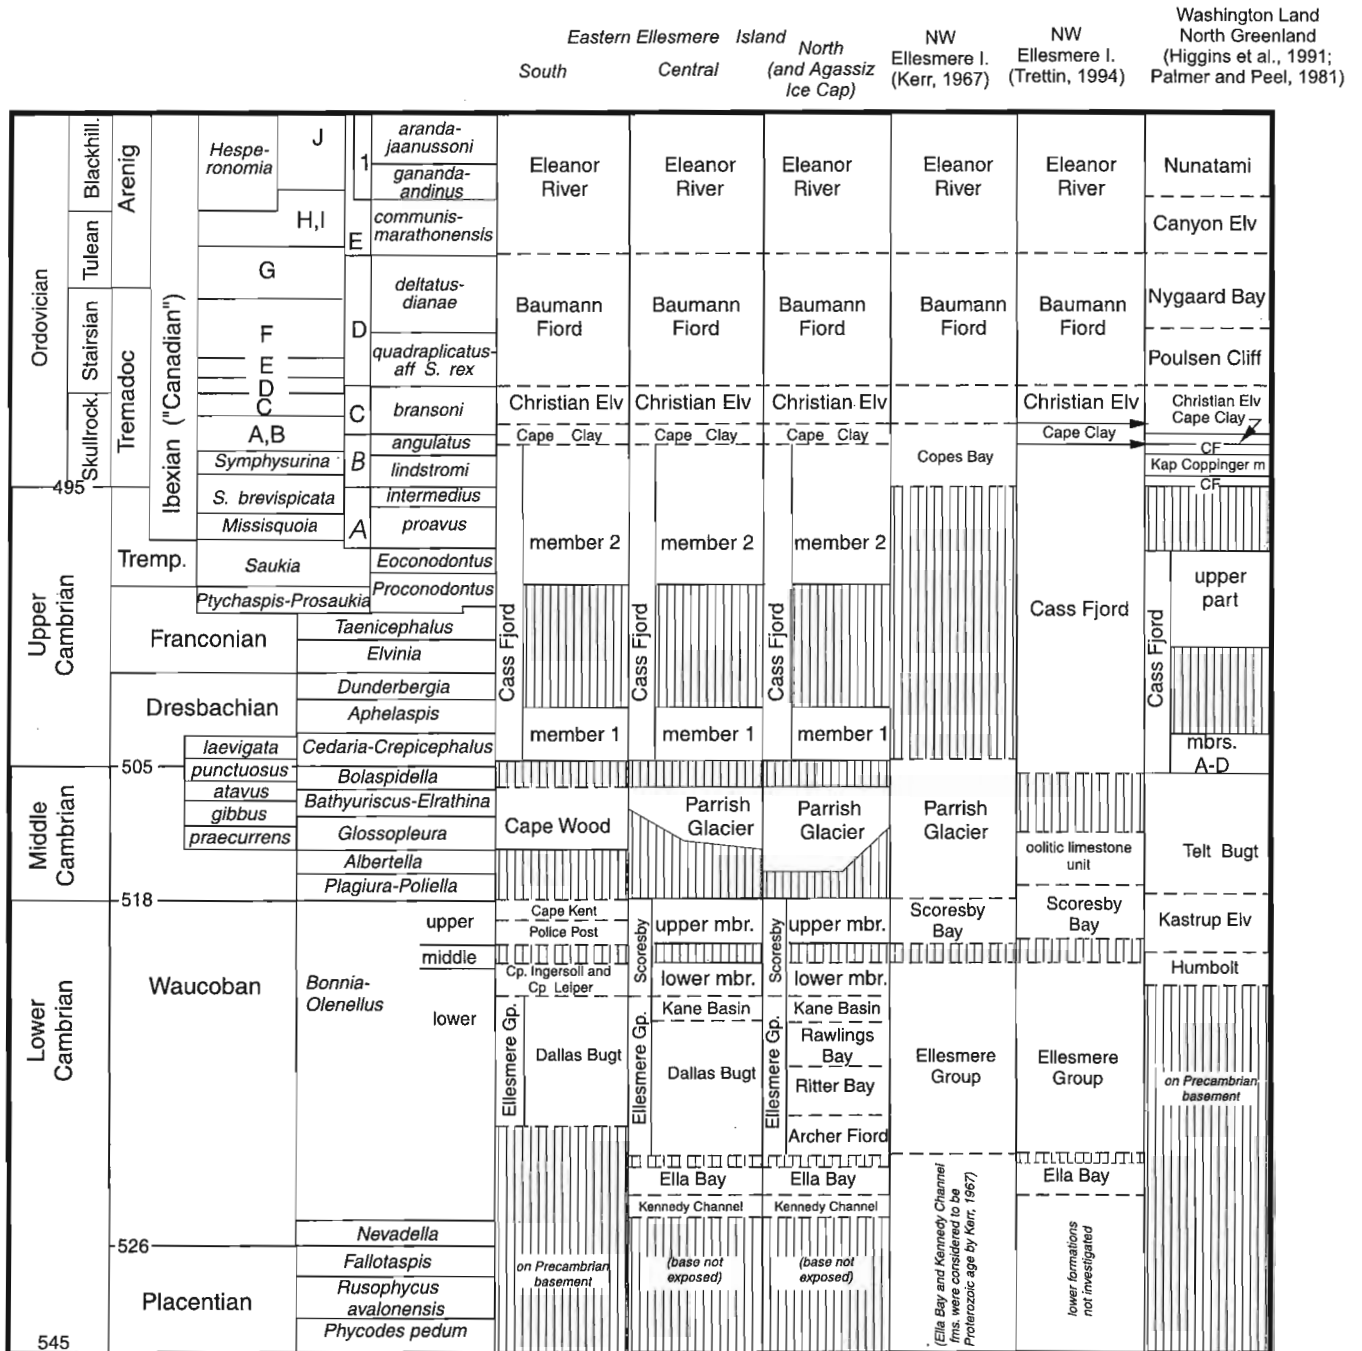 Eastern Ellesmere Island
South
Central
North
(and Agassiz
Ice Cap)
NW
Ellesmere I.
(Kerr, 1967)
NW
Ellesmere I.
(Trettin, 1994)
Washington Land
North Greenland
(Higgins et al., 1991;
Palmer and Peel, 1981)
Ordovician
Upper
Cambrian
Middle
Cambrian
Lower
Cambrian
495
505
518
526
545
Blackhill.
Tulean
Stairsian
Skullrock.
Arenig
Tremadoc
Ibexian ("Canadian")
Tremp.
Franconian
Dresbachian
Waucoban
Placentian
Hespe-
ronomia
J
H,I
G
F
E
D
C
A,B
Symphysurina
S. brevispicata
Missisquoia
Saukia
Ptychaspis-Prosaukia
Taenicephalus
Elvinia
Dunderbergia
Aphelaspis
Cedaria-Crepicephalus
laevigata
punctuosus
atavus
gibbus
praecurrens
Bolaspidella
Bathyuriscus-Elrathina
Glossopleura
Albertella
Plagiura-Poliella
Bonnia-
Olenellus
upper
middle
lower
Nevadella
Fallotaspis
Rusophycus
avalonensis
Phycodes pedum
1
E
D
C
B
A
aranda-
jaanussoni
gananda-
andinus
communis-
marathonensis
deltatus-
dianae
quadraplicatus-
aff S. rex
bransoni
angulatus
lindstromi
intermedius
proavus
Eoconodontus
Proconodontus
Eleanor
River
Baumann
Fiord
Christian Elv
Cape Clay
Cass Fjord
member 2
member 1
Cape Wood
Cape Kent
Police Post
Cp. Ingersoll and
Cp Leiper
Ellesmere Gp.
Dallas Bugt
on Precambrian
basement
Eleanor
River
Baumann
Fiord
Christian Elv
Cape Clay
Cass Fjord
member 2
member 1
Parrish
Glacier
Scoresby
upper mbr.
lower mbr.
Ellesmere Gp.
Kane Basin
Dallas Bugt
Ella Bay
Kennedy Channel
(base not
exposed)
Eleanor
River
Baumann
Fiord
Christian Elv
Cape Clay
Cass Fjord
member 2
member 1
Parrish
Glacier
Scoresby
upper mbr.
lower mbr.
Ellesmere Gp.
Kane Basin
Rawlings
Bay
Ritter Bay
Archer Fiord
Ella Bay
Kennedy Channel
(base not
exposed)
Eleanor
River
Baumann
Fiord
Copes Bay
Parrish
Glacier
Scoresby
Bay
Ellesmere
Group
(Ella Bay and Kennedy Channel
fms. were considered to be
Proterozoic age by Kerr, 1967)
Eleanor
River
Baumann
Fiord
Christian Elv
Cape Clay
Cass Fjord
oolitic limestone
unit
Scoresby
Bay
Ellesmere
Group
Ella Bay
lower formations
not investigated
Nunatami
Canyon Elv
Nygaard Bay
Poulsen Cliff
Christian Elv
Cape Clay
CF
Kap Coppinger m
CF
Cass Fjord
upper
part
mbrs.
A-D
Telt Bugt
Kastrup Elv
Humbolt
on Precambrian
basement